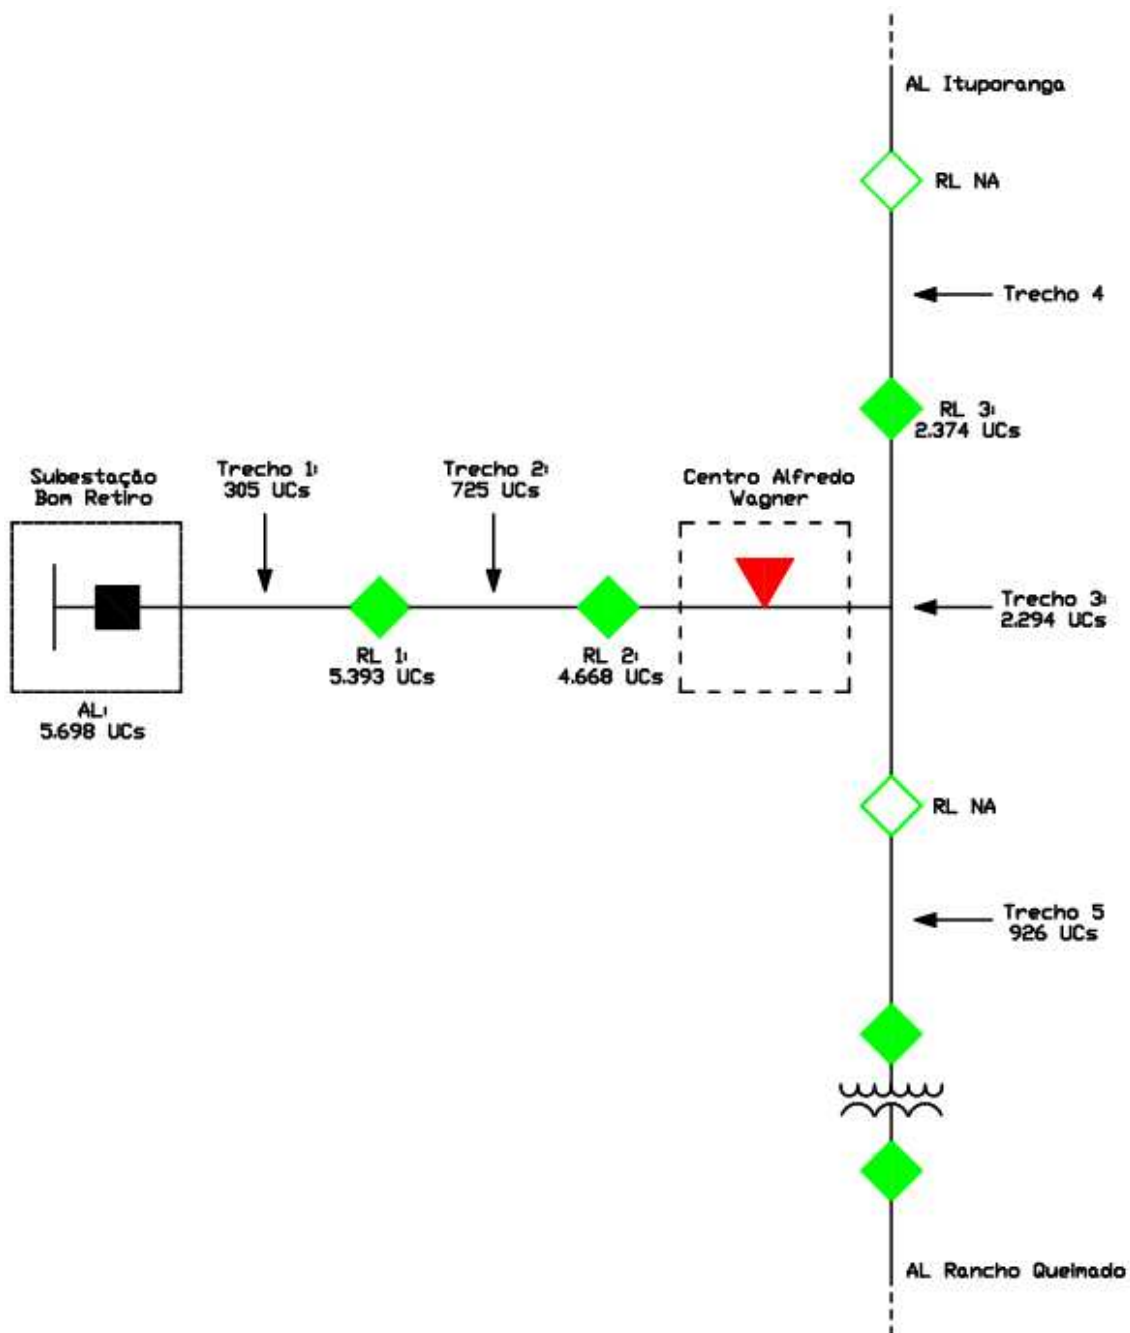 AL Ituporanga
RL NA
Trecho 4
RL 3:
2.374 UCs
Subestação
Bom Retiro
Trecho 1:
305 UCs
Trecho 2:
725 UCs
Centro Alfredo
Wagner
Trecho 3:
2.294 UCs
RL 1:
5.393 UCs
RL 2:
4.668 UCs
AL:
5.698 UCs
RL NA
Trecho 5
926 UCs
AL Rancho Queimado